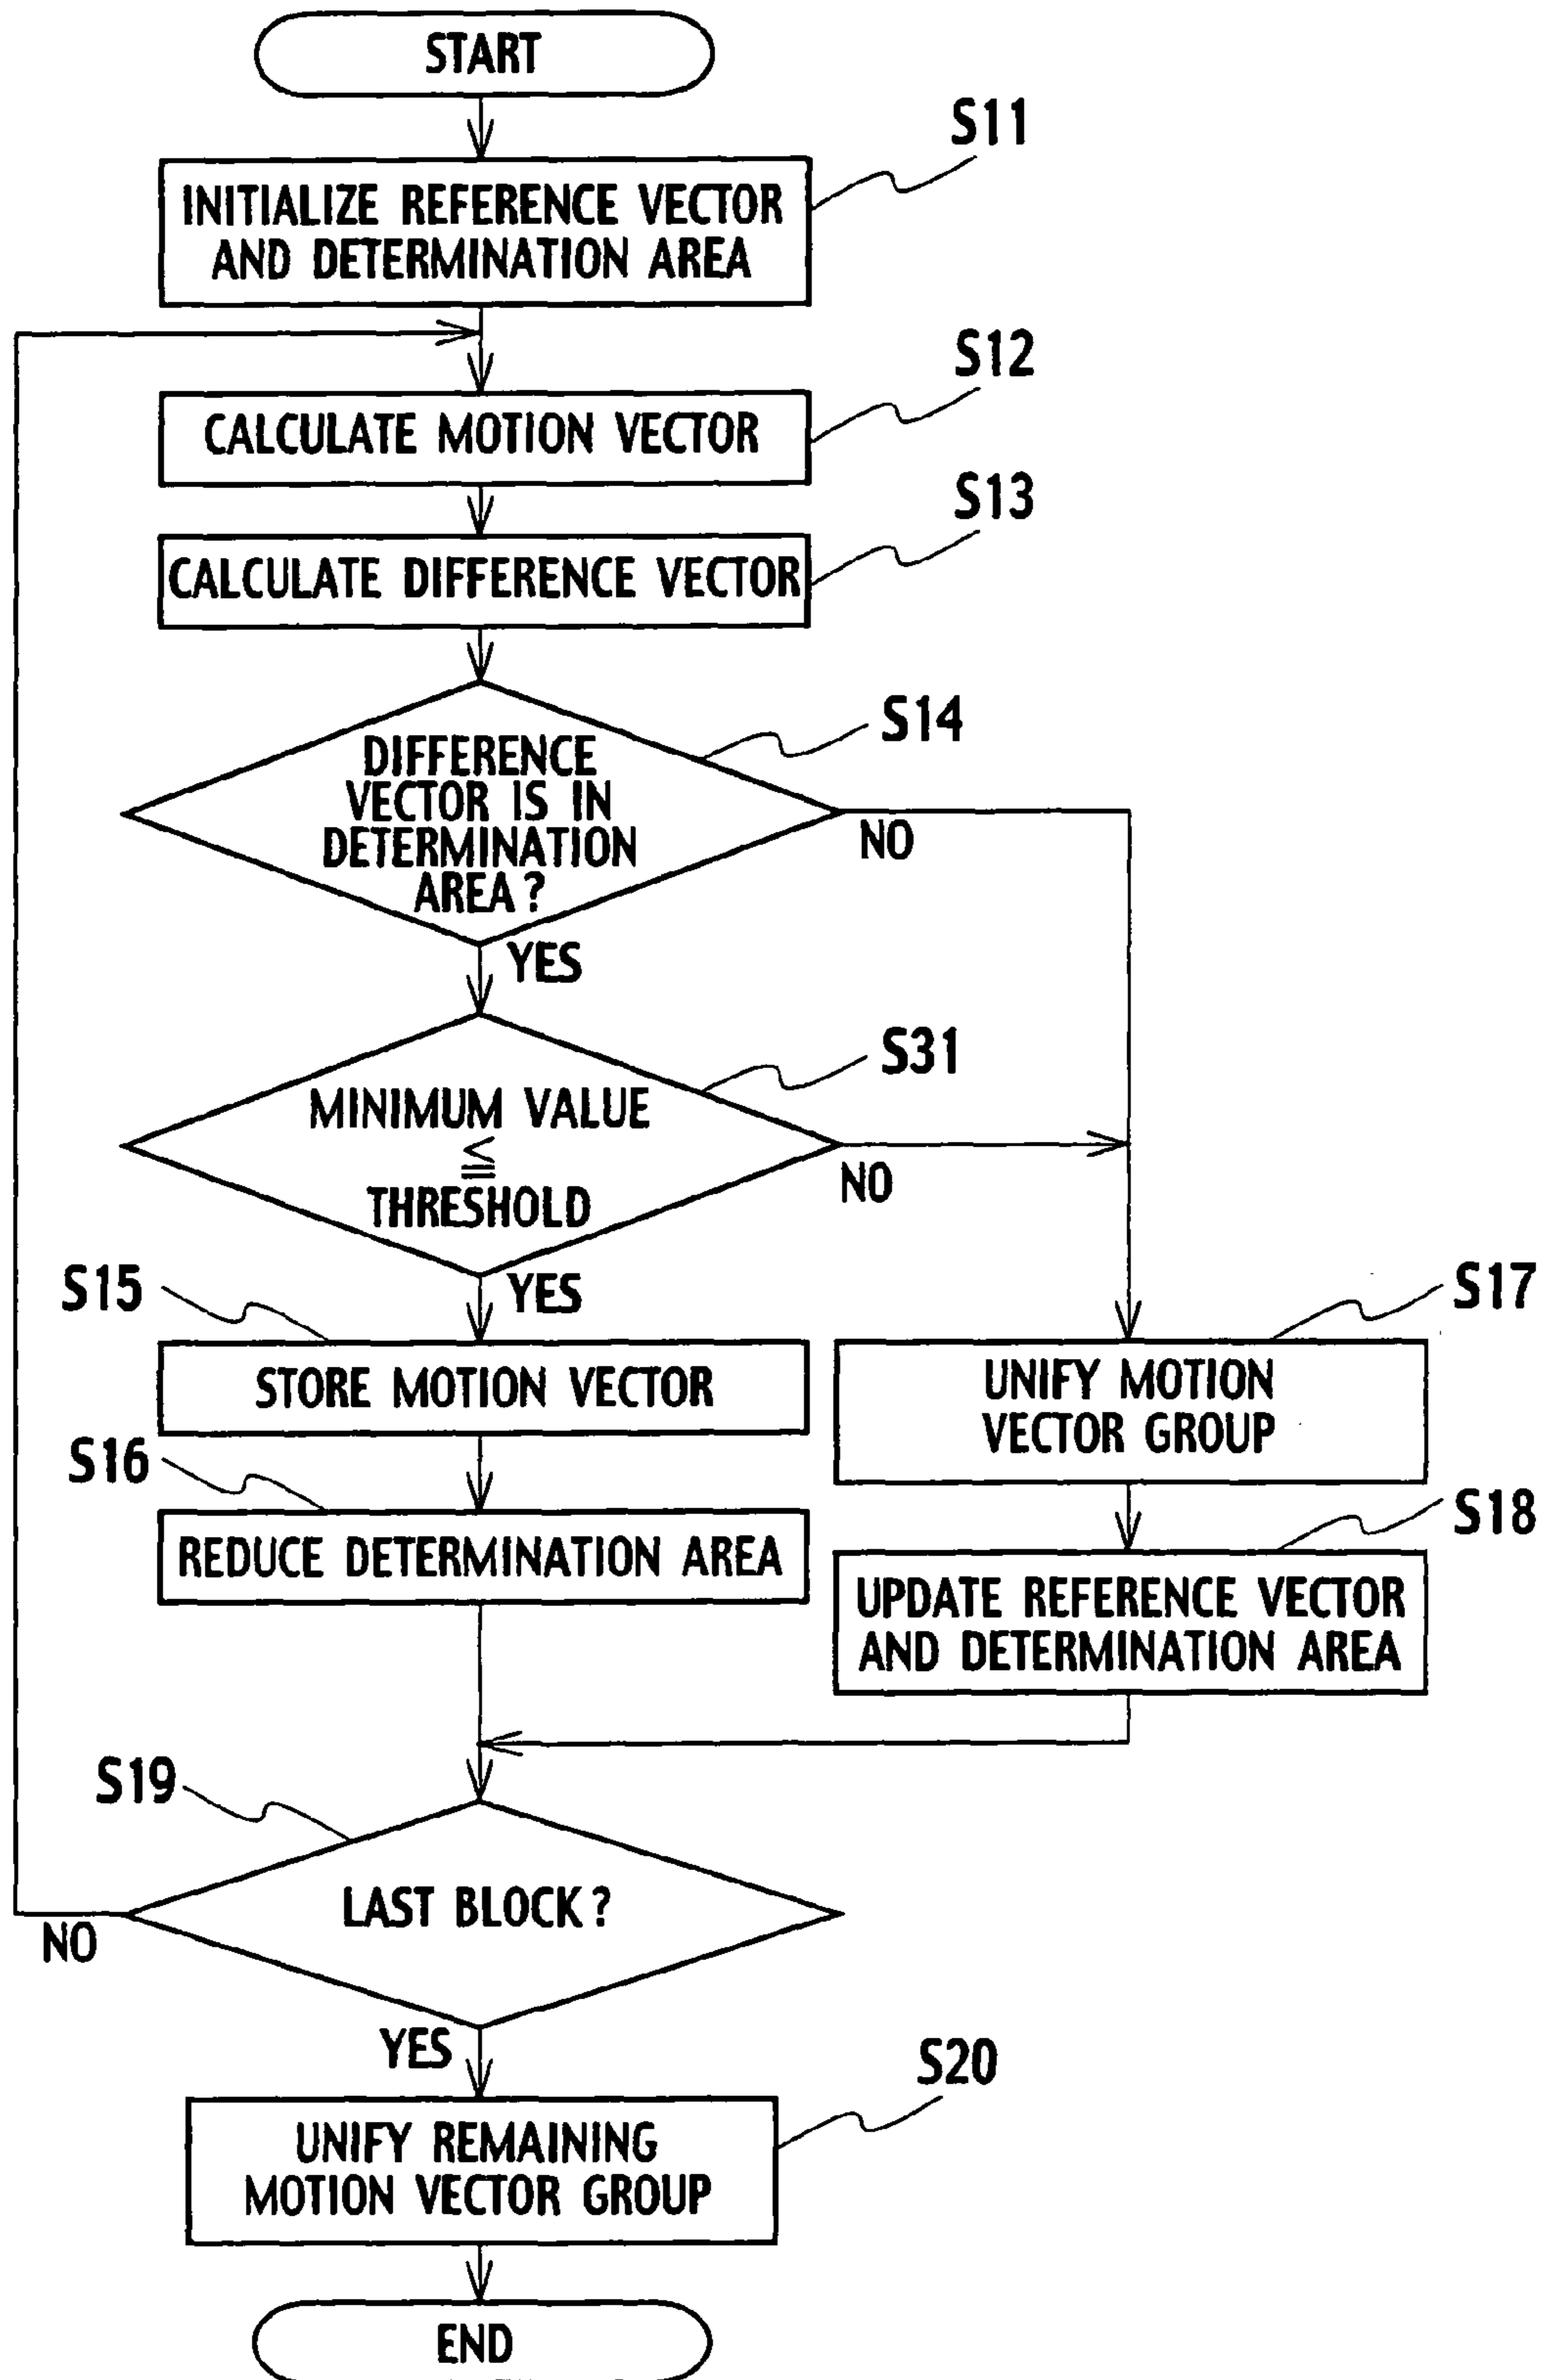 START
S11
INITIALIZE REFERENCE VECTOR
AND DETERMINATION AREA
S12
CALCULATE MOTION VECTOR
S13
CALCULATE DIFFERENCE VECTOR
S14
DIFFERENCE
VECTOR IS IN
DETERMINATION
AREA?
NO
YES
S31
MINIMUM VALUE
≦
THRESHOLD
NO
YES
S15
STORE MOTION VECTOR
S17
UNIFY MOTION
VECTOR GROUP
S16
REDUCE DETERMINATION AREA
S18
UPDATE REFERENCE VECTOR
AND DETERMINATION AREA
S19
LAST BLOCK?
NO
YES
S20
UNIFY REMAINING
MOTION VECTOR GROUP
END